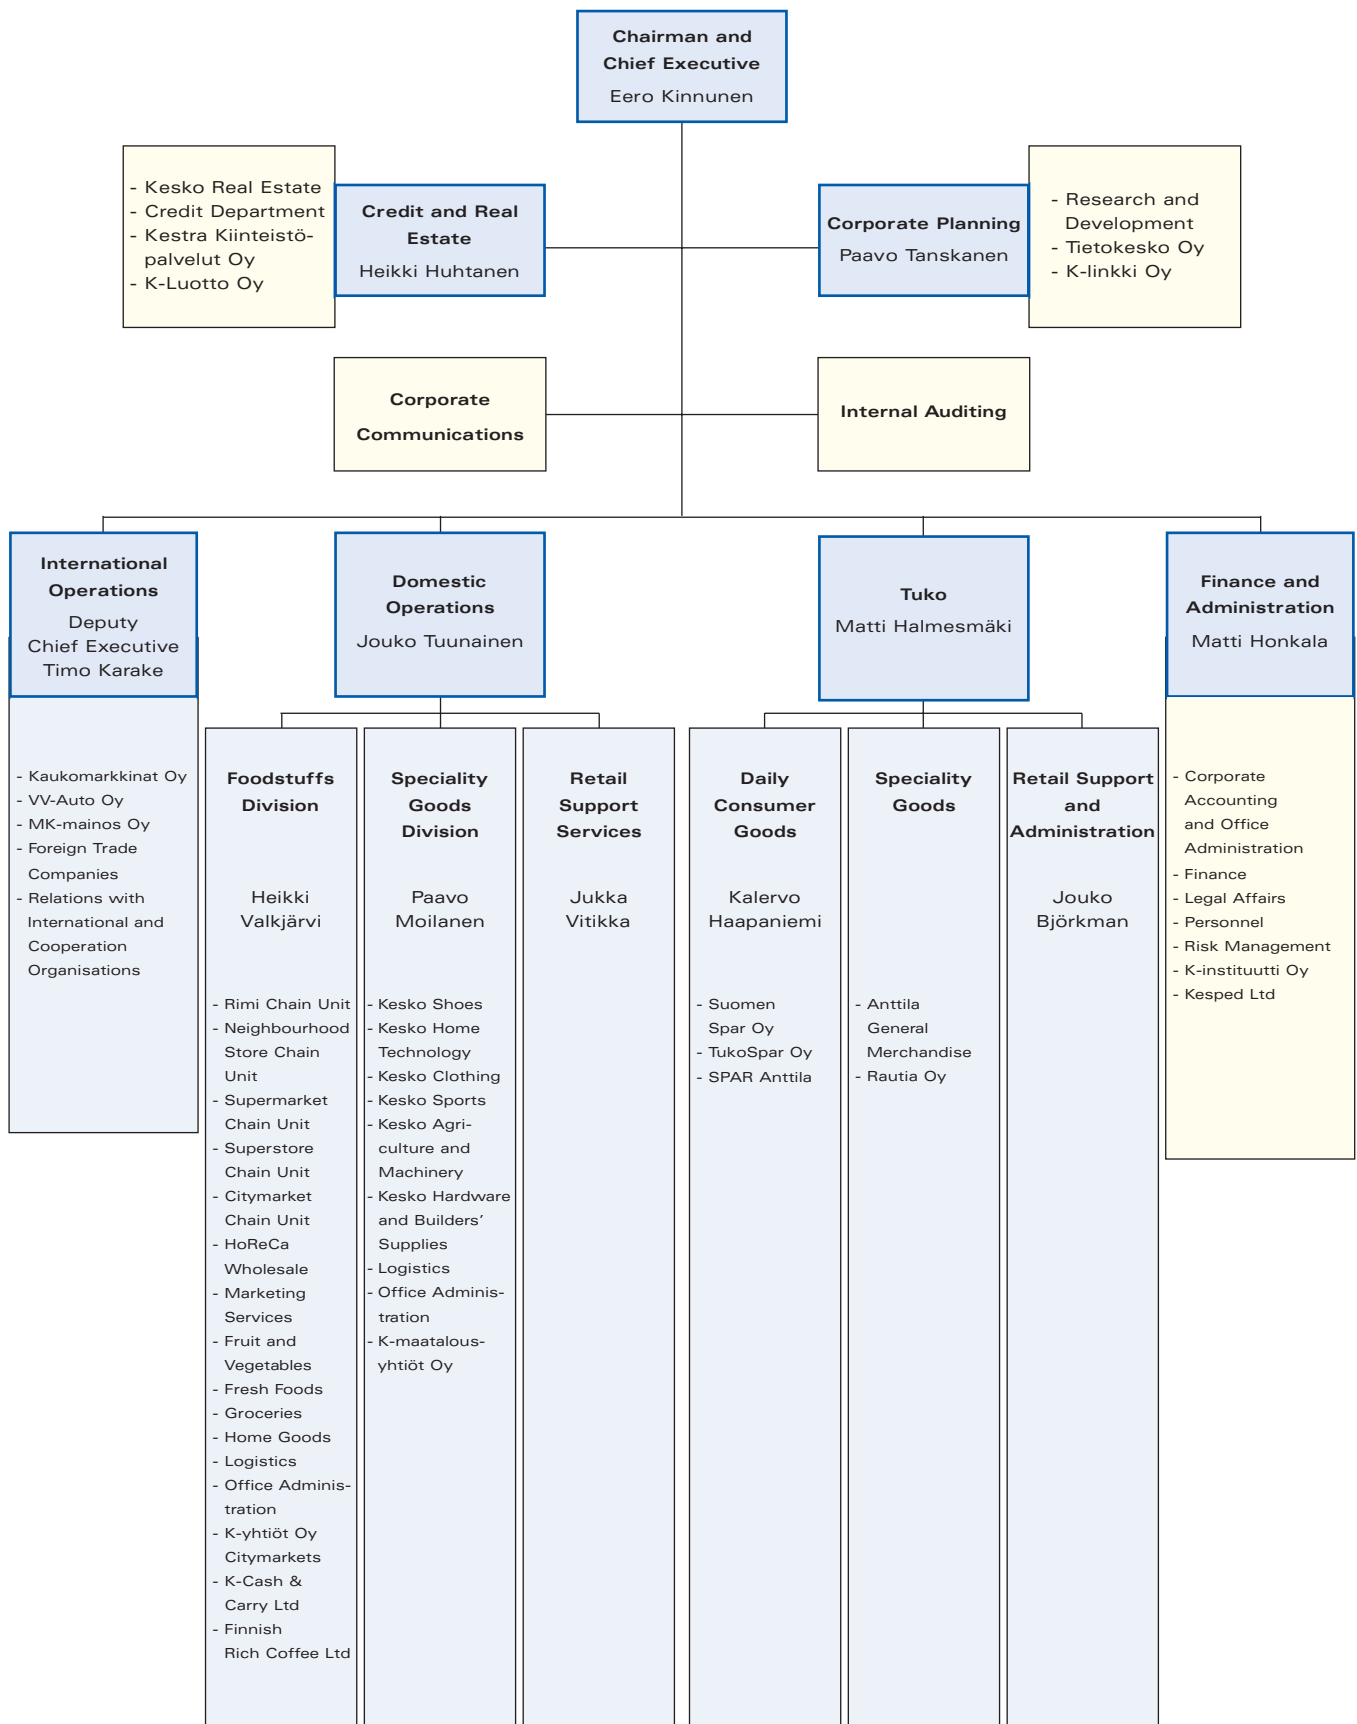 Chairman and
Chief Executive
Eero Kinnunen
- Kesko Real Estate
- Credit Department
- Kestra Kiinteistö-
palvelut Oy
- K-Luotto Oy
Credit and Real
Estate
Heikki Huhtanen
Corporate Planning
Paavo Tanskanen
- Research and
Development
- Tietokesko Oy
- K-linkki Oy
Corporate
Communications
Internal Auditing
International
Operations
Deputy
Chief Executive
Timo Karake
- Kaukomarkkinat Oy
- VV-Auto Oy
- MK-mainos Oy
- Foreign Trade
Companies
- Relations with
International and
Cooperation
Organisations
Domestic
Operations
Jouko Tuunainen
Foodstuffs
Division
Heikki
Valkjärvi
- Rimi Chain Unit
- Neighbourhood
Store Chain
Unit
- Supermarket
Chain Unit
- Superstore
Chain Unit
- Citymarket
Chain Unit
- HoReCa
Wholesale
- Marketing
Services
- Fruit and
Vegetables
- Fresh Foods
- Groceries
- Home Goods
- Logistics
- Office Adminis-
tration
- K-yhtiöt Oy
Citymarkets
- K-Cash &
Carry Ltd
- Finnish
Rich Coffee Ltd
Speciality
Goods
Division
Paavo
Moilanen
- Kesko Shoes
- Kesko Home
Technology
- Kesko Clothing
- Kesko Sports
- Kesko Agri-
culture and
Machinery
- Kesko Hardware
and Builders’
Supplies
- Logistics
- Office Adminis-
tration
- K-maatalous-
yhtiöt Oy
Retail
Support
Services
Jukka
Vitikka
Tuko
Matti Halmesmäki
Daily
Consumer
Goods
Kalervo
Haapaniemi
- Suomen
Spar Oy
- TukoSpar Oy
- SPAR Anttila
Speciality
Goods
- Anttila
General
Merchandise
- Rautia Oy
Retail Support
and
Administration
Jouko
Björkman
Finance and
Administration
Matti Honkala
- Corporate
Accounting
and Office
Administration
- Finance
- Legal Affairs
- Personnel
- Risk Management
- K-instituutti Oy
- Kesped Ltd